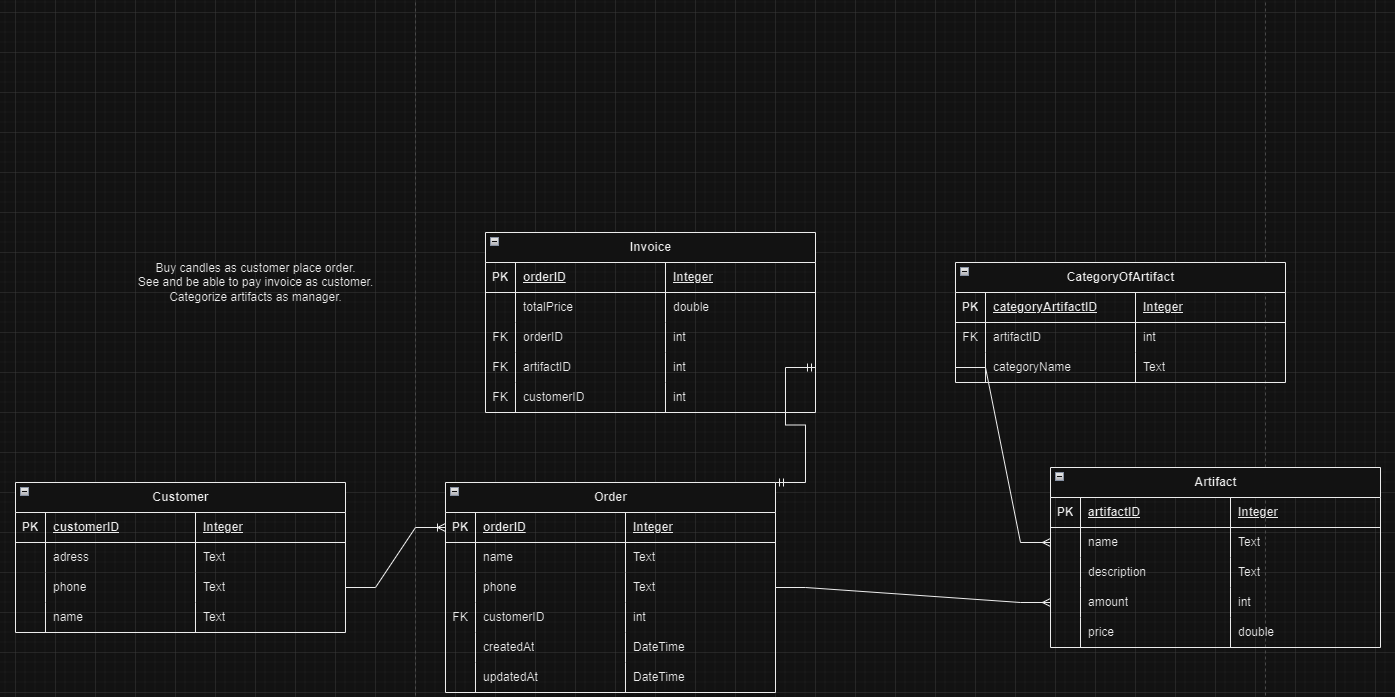 Buy candles as customer place order.
See and be able to pay invoice as customer.
Categorize artifacts as manager.
Invoice
PK orderID Integer
totalPrice double
FK orderID int
FK artifactID int
FK customerID int
CategoryOfArtifact
PK categoryArtifactID Integer
FK artifactID int
categoryName Text
Customer
PK customerID Integer
adress Text
phone Text
name Text
Order
PK orderID Integer
name Text
phone Text
FK customerID int
createdAt DateTime
updatedAt DateTime
Artifact
PK artifactID Integer
name Text
description Text
amount int
price double